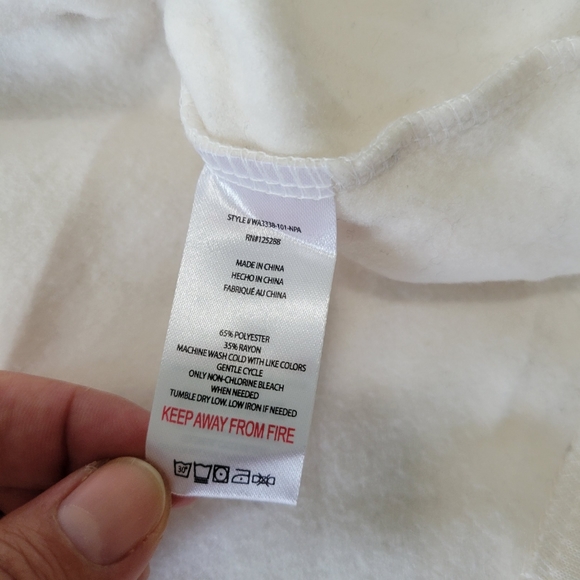 STYLE #WA3338-101-NPA
RN#125288
MADE IN CHINA
HECHO IN CHINA
FABRIQUÉ AU CHINA
65% POLYESTER
35% RAYON
MACHINE WASH COLD WITH LIKE COLORS
GENTLE CYCLE
ONLY NON-CHLORINE BLEACH
WHEN NEEDED
TUMBLE DRY LOW. LOW IRON IF NEEDED
KEEP AWAY FROM FIRE
30°